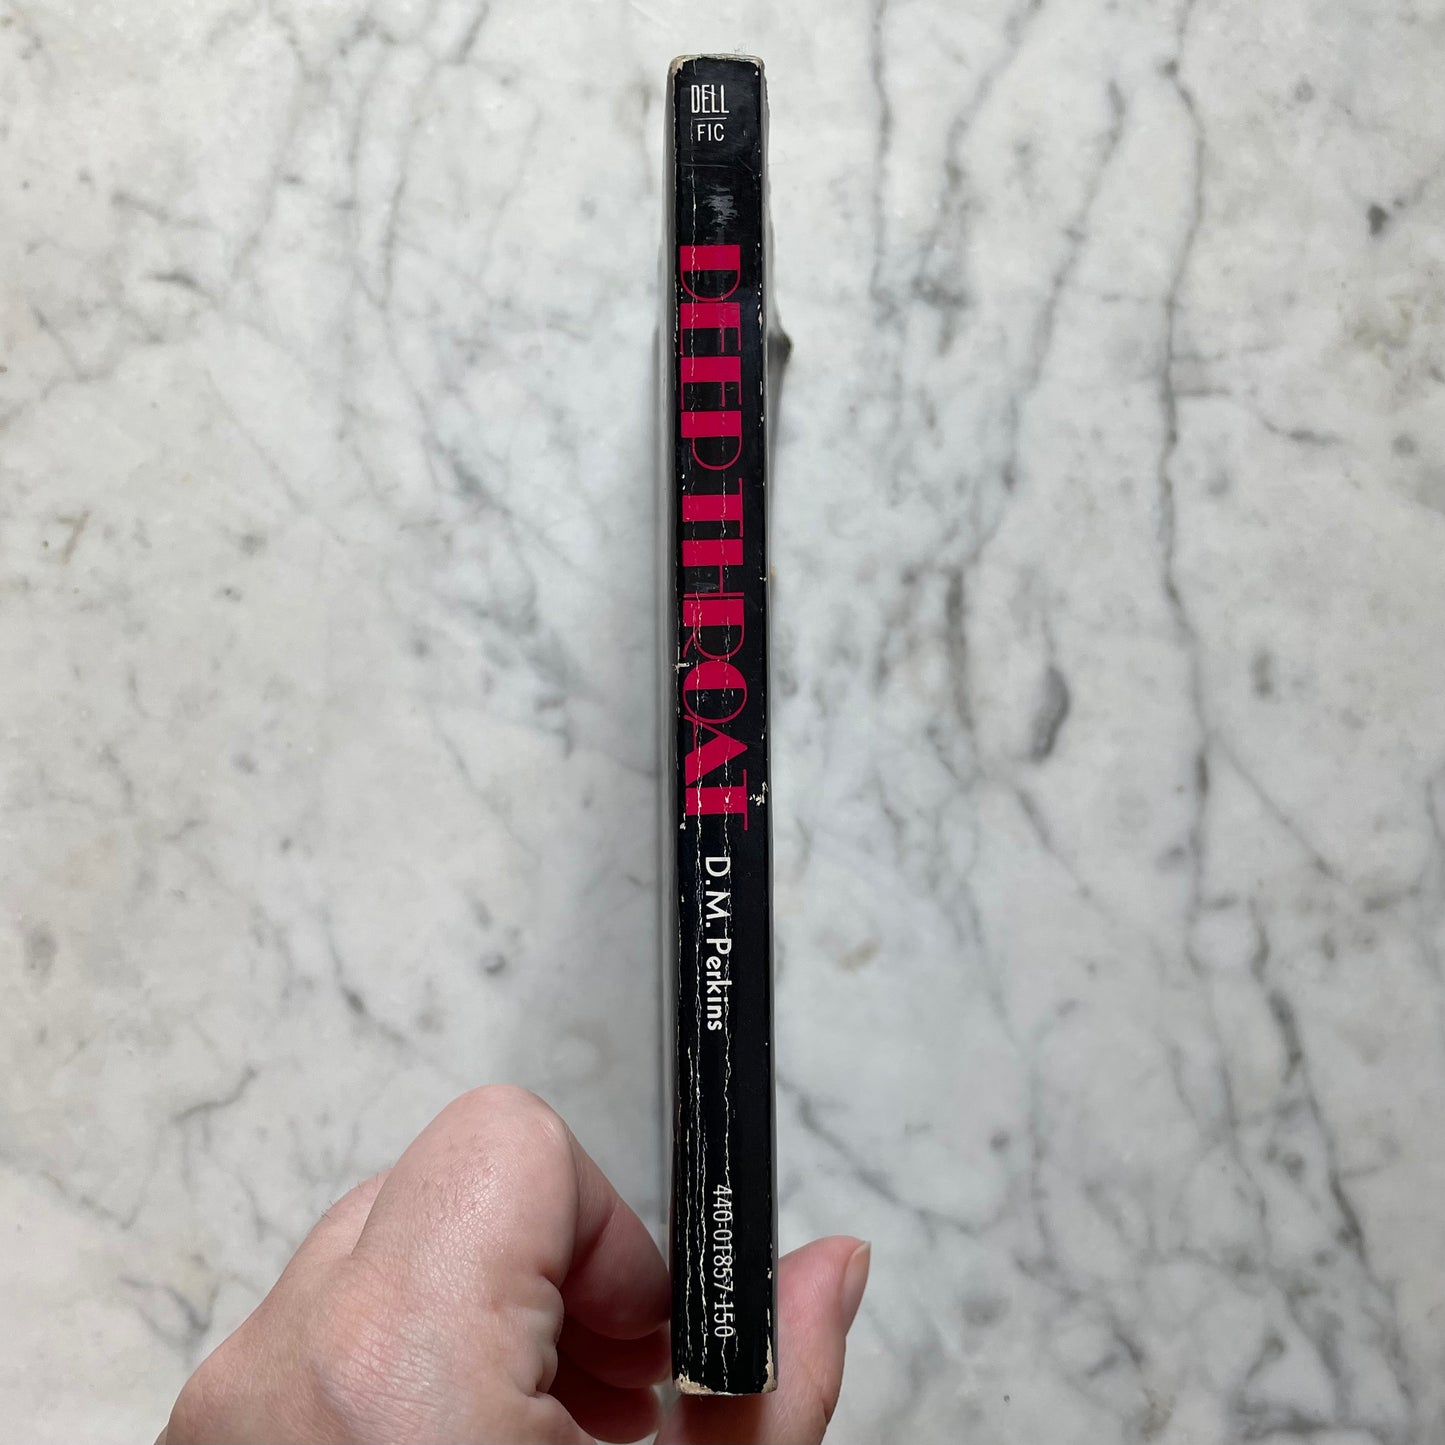 DELL
FIC
DEEP THROAT
D. M. Perkins
440-01857-150